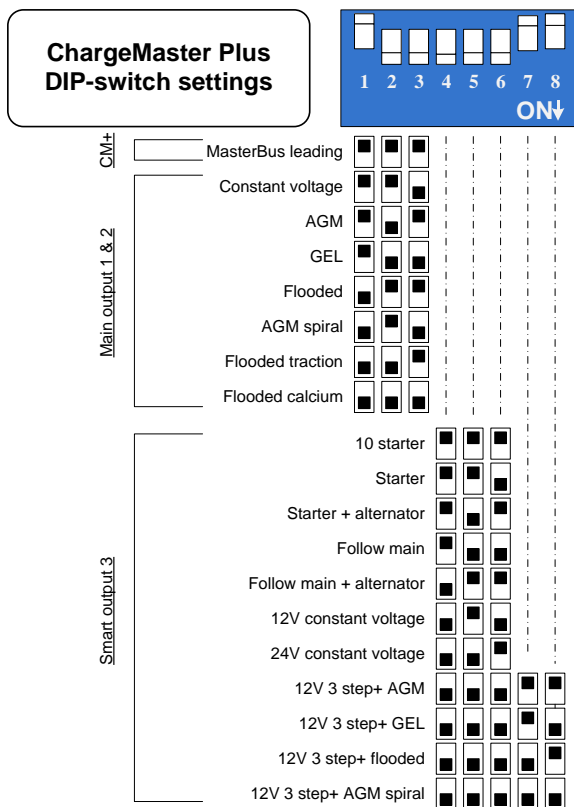 ChargeMaster Plus
DIP-switch settings
1 2 3 4 5 6 7 8
ON↓
CM+
MasterBus leading
Main output 1 & 2
Constant voltage
AGM
GEL
Flooded
AGM spiral
Flooded traction
Flooded calcium
Smart output 3
10 starter
Starter
Starter + alternator
Follow main
Follow main + alternator
12V constant voltage
24V constant voltage
12V 3 step+ AGM
12V 3 step+ GEL
12V 3 step+ flooded
12V 3 step+ AGM spiral